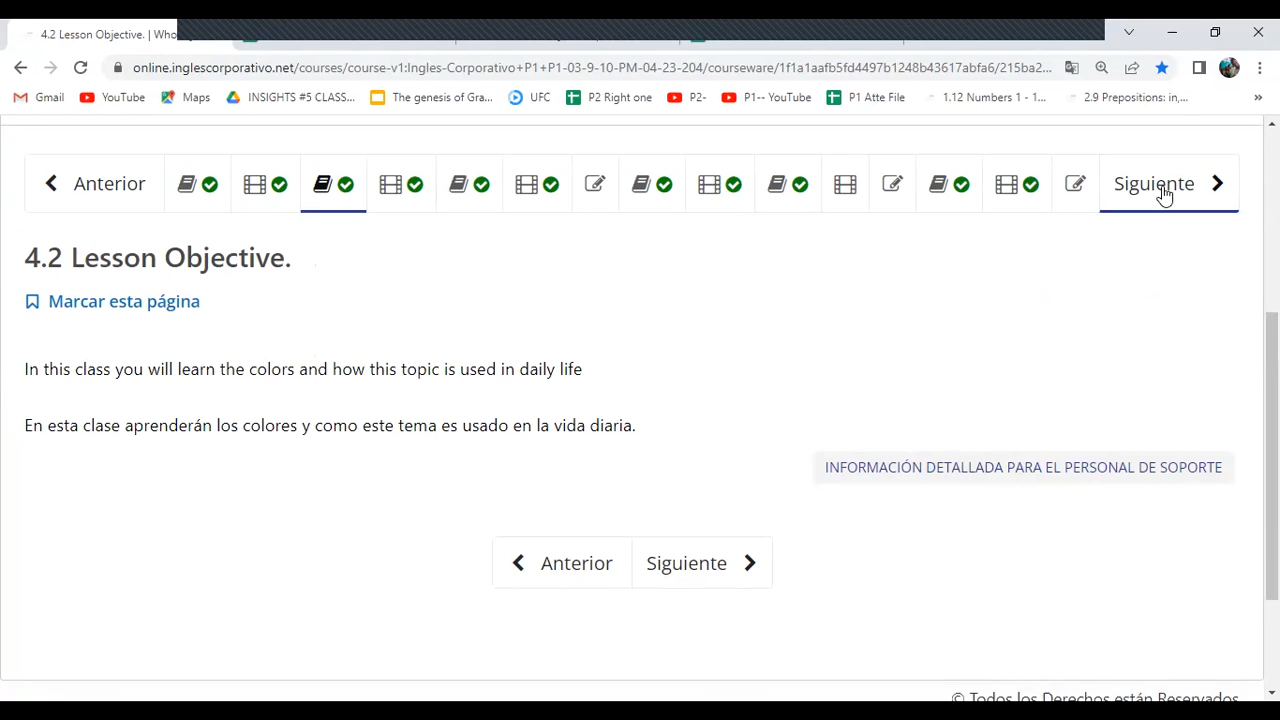 4.2 Lesson Objective. | Who
online.inglescorporativo.net/courses/course-v1:Ingles-Corporativo+P1+P1-03-9-10-PM-04-23-204/courseware/1f1a1aafb5fd4497b1248b43617abfa6/215ba2...
Gmail YouTube Maps INSIGHTS #5 CLASS... The genesis of Gra... UFC P2 Right one P2- P1-- YouTube P1 Atte File 1.12 Numbers 1 - 1... 2.9 Prepositions: in,... »
Anterior Siguiente
4.2 Lesson Objective.
Marcar esta página
In this class you will learn the colors and how this topic is used in daily life
En esta clase aprenderán los colores y como este tema es usado en la vida diaria.
INFORMACIÓN DETALLADA PARA EL PERSONAL DE SOPORTE
Anterior Siguiente
© Todos los Derechos están Reservados